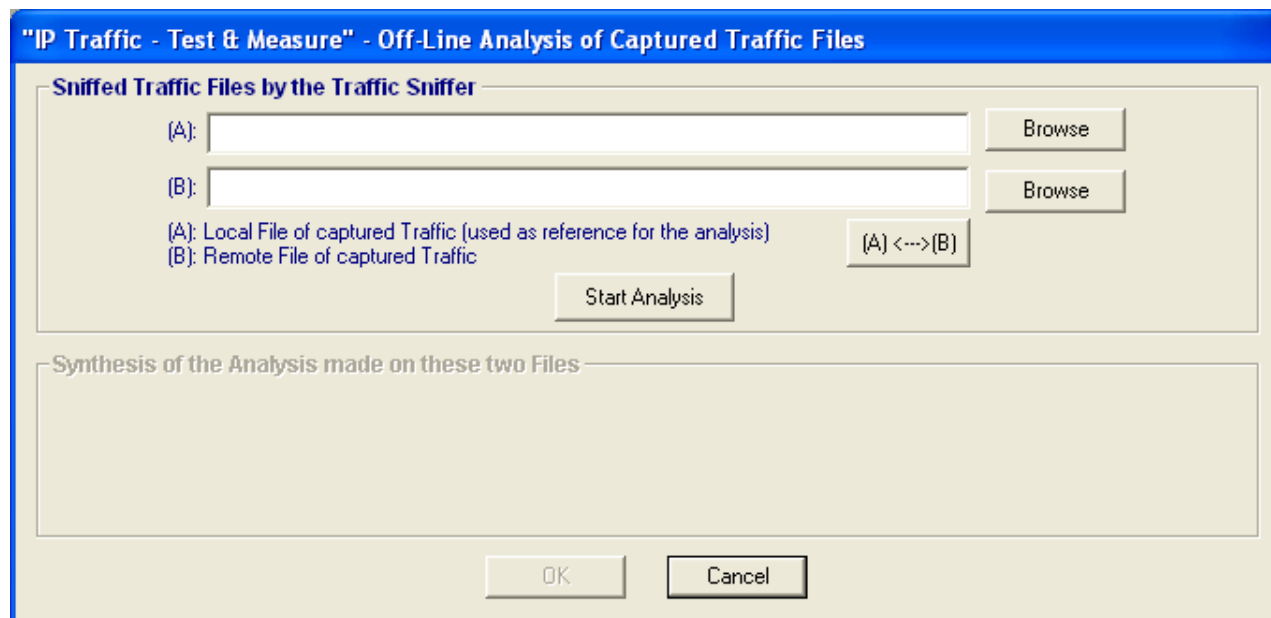 "IP Traffic - Test & Measure" - Off-Line Analysis of Captured Traffic Files
Sniffed Traffic Files by the Traffic Sniffer
(A): Browse
(B): Browse
(A): Local File of captured Traffic (used as reference for the analysis)
(B): Remote File of captured Traffic
(A) <--->(B)
Start Analysis
Synthesis of the Analysis made on these two Files
OK Cancel